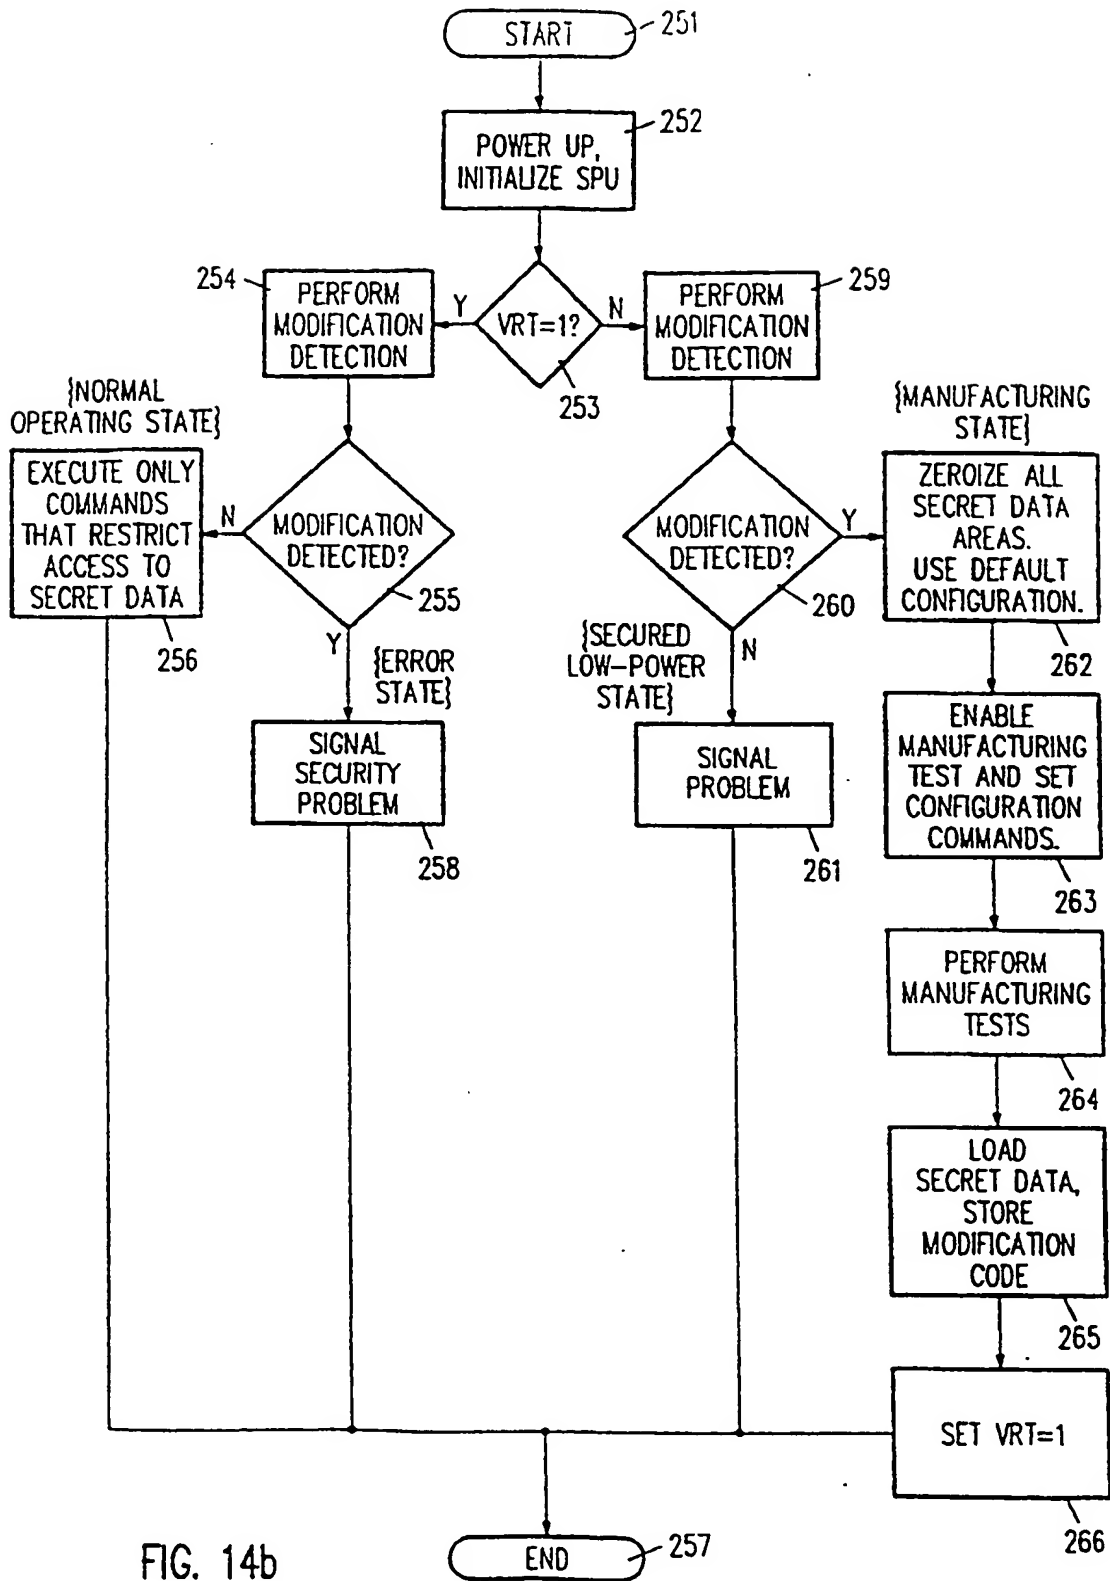 START
251
252
POWER UP,
INITIALIZE SPU
254
PERFORM
MODIFICATION
DETECTION
Y
VRT=1?
N
253
259
PERFORM
MODIFICATION
DETECTION
{NORMAL
OPERATING STATE}
EXECUTE ONLY
COMMANDS
THAT RESTRICT
ACCESS TO
SECRET DATA
256
N
MODIFICATION
DETECTED?
255
Y
{ERROR
STATE}
SIGNAL
SECURITY
PROBLEM
258
MODIFICATION
DETECTED?
260
Y
N
{SECURED
LOW-POWER
STATE}
SIGNAL
PROBLEM
261
{MANUFACTURING
STATE}
ZEROIZE ALL
SECRET DATA
AREAS.
USE DEFAULT
CONFIGURATION.
262
ENABLE
MANUFACTURING
TEST AND SET
CONFIGURATION
COMMANDS.
263
PERFORM
MANUFACTURING
TESTS
264
LOAD
SECRET DATA,
STORE
MODIFICATION
CODE
265
SET VRT=1
266
END
257
FIG. 14b